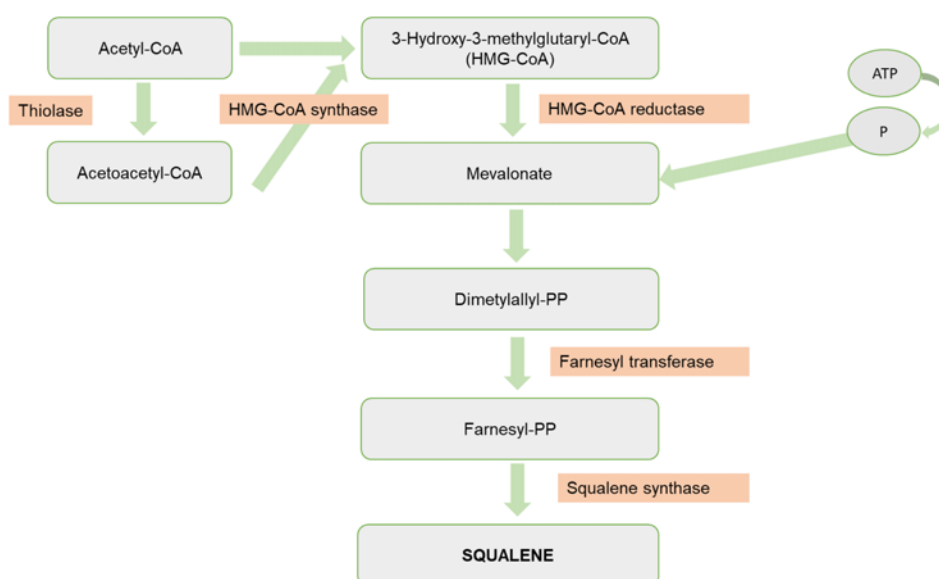 Acetyl-CoA
3-Hydroxy-3-methylglutaryl-CoA
(HMG-CoA)
ATP
Thiolase
HMG-CoA synthase
HMG-CoA reductase
P
Acetoacetyl-CoA
Mevalonate
Dimetylallyl-PP
Farnesyl transferase
Farnesyl-PP
Squalene synthase
SQUALENE